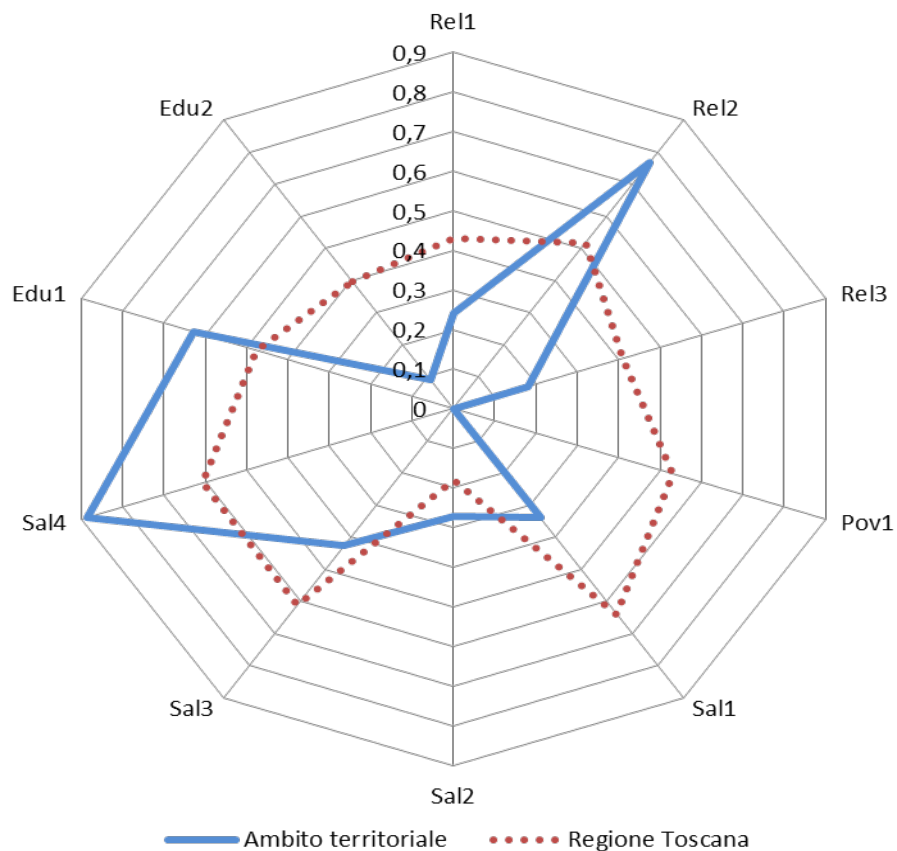 Rel1
0,9
Edu2
Rel2
0,8
0,7
0,6
0,5
0,4
Edu1
Rel3
0,3
0,2
0,1
0
Sal4
Pov1
Sal3
Sal1
Sal2
Ambito territoriale
Regione Toscana